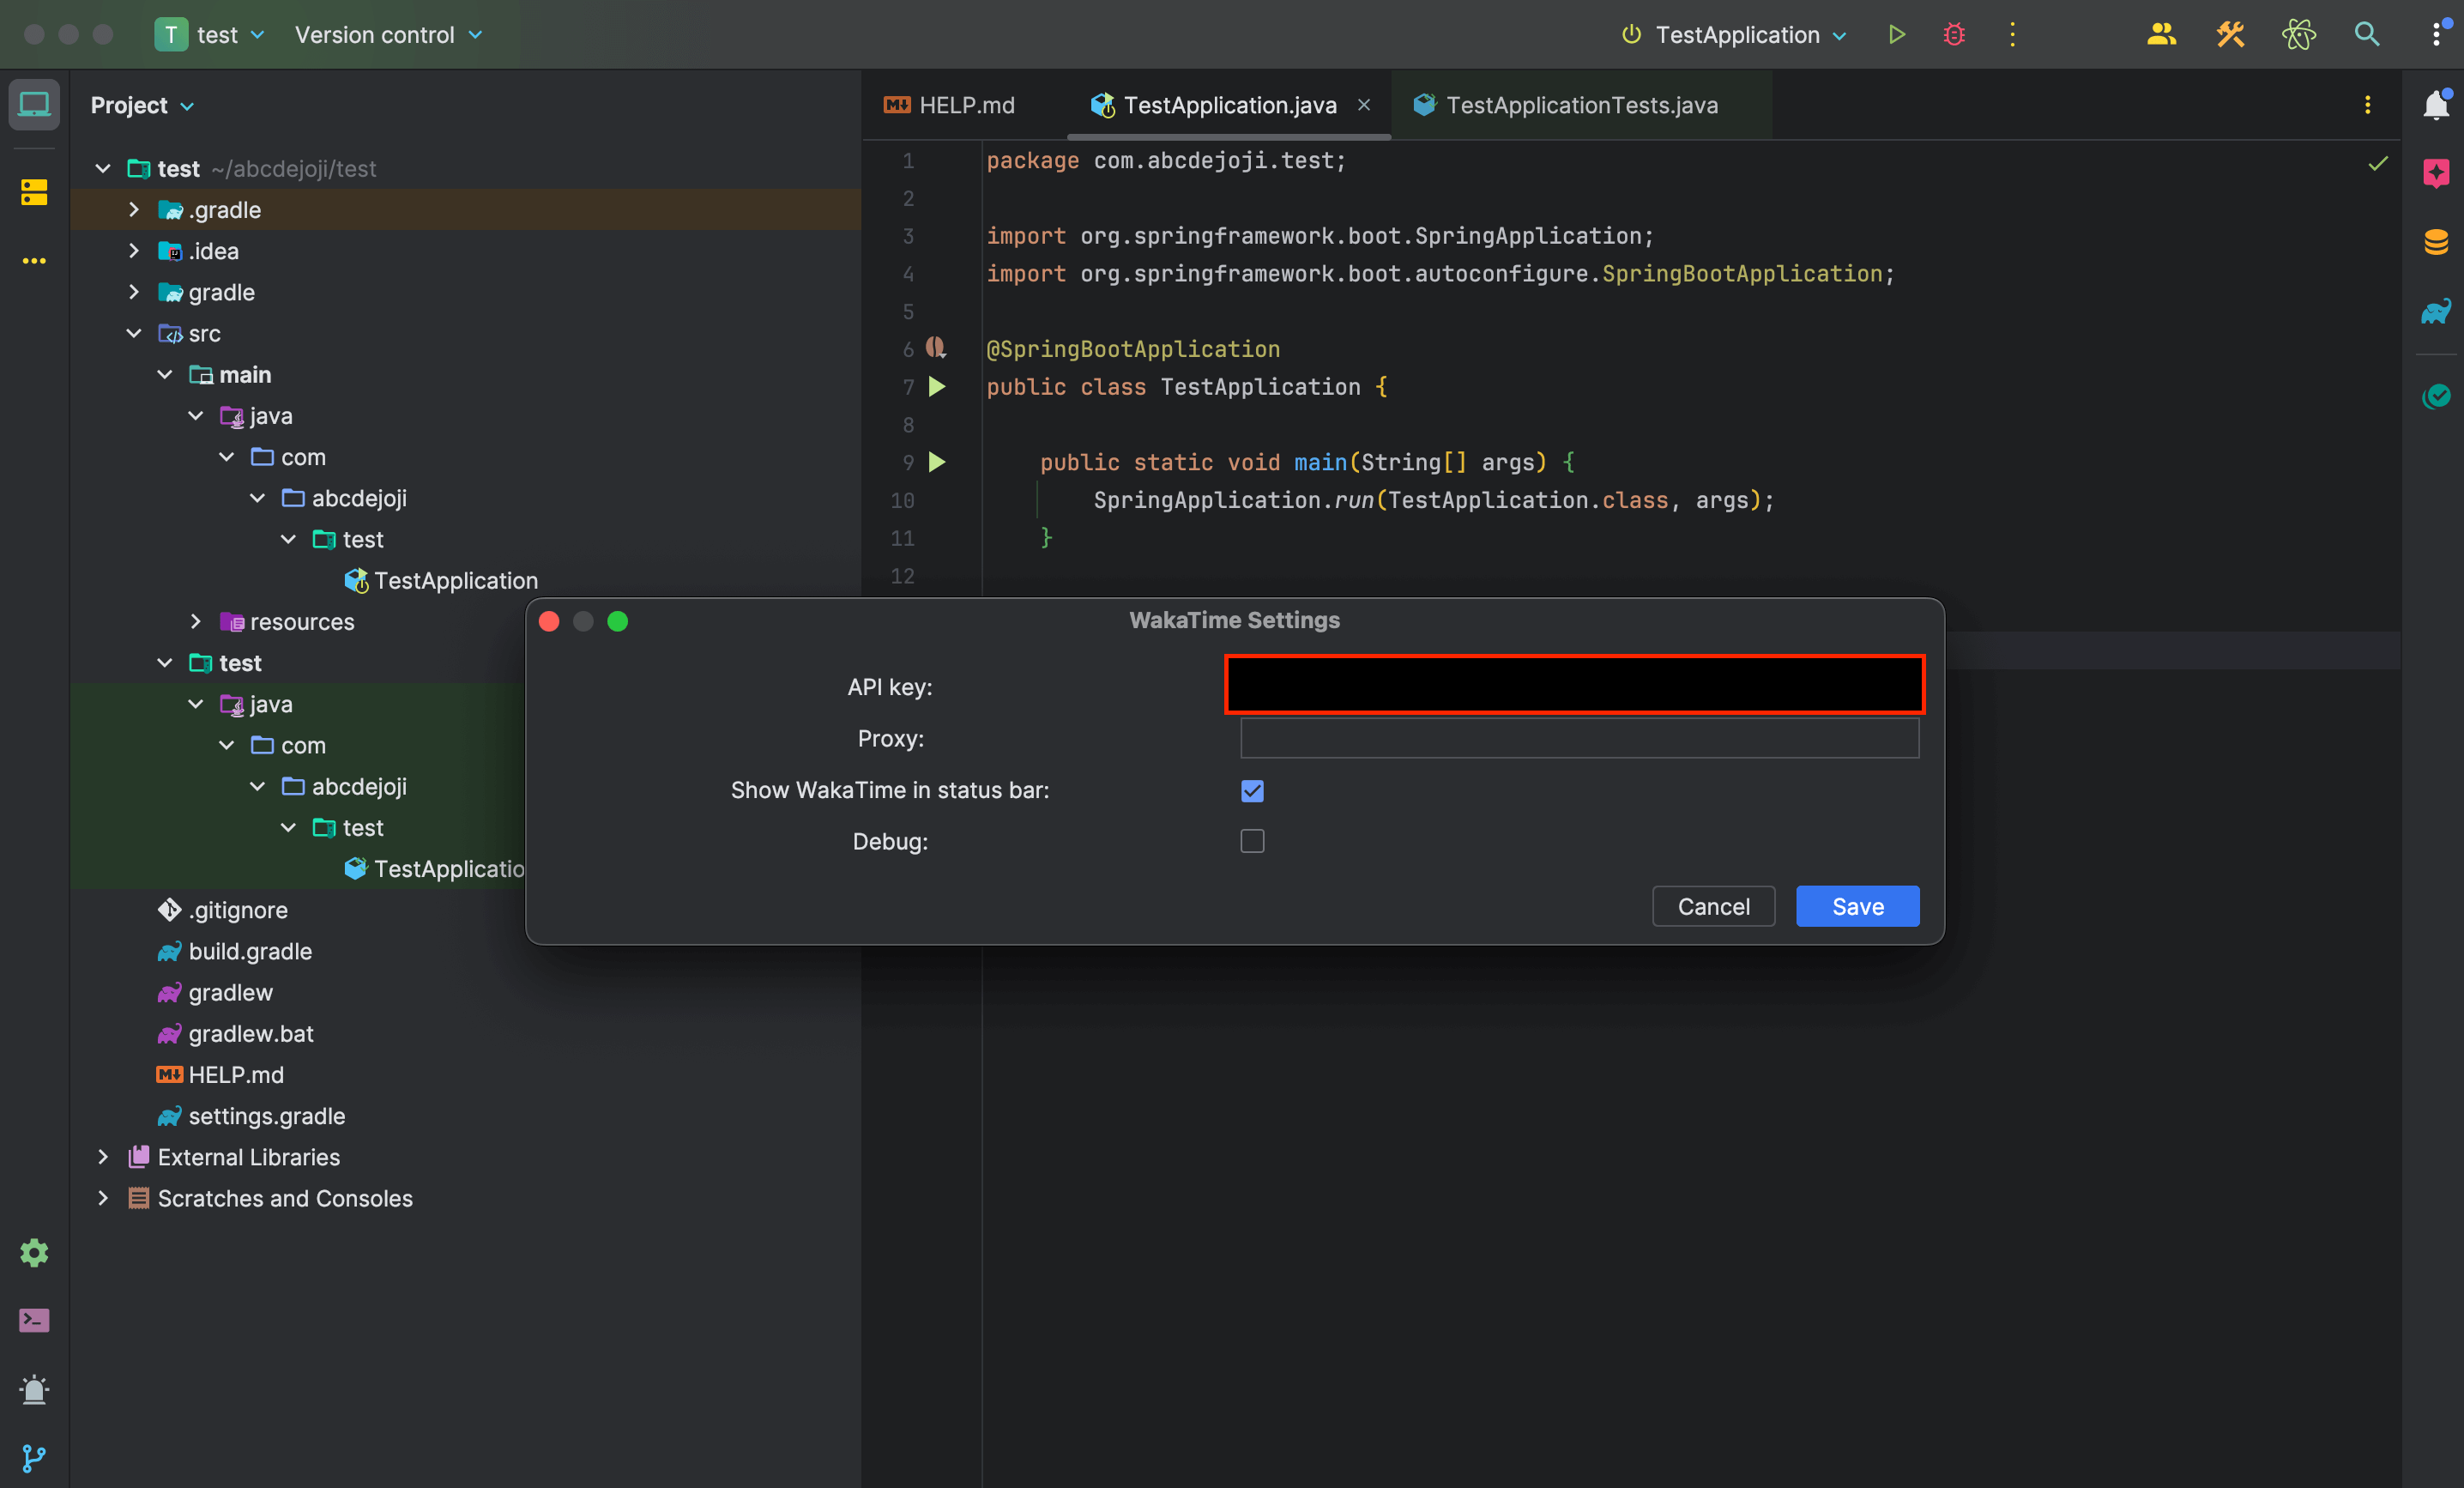 T test Version control TestApplication
Project
test ~/abcdejoji/test
.gradle
.idea
gradle
src
main
java
com
abcdejoji
test
TestApplication
resources
test
java
com
abcdejoji
test
TestApplicatio
.gitignore
build.gradle
gradlew
gradlew.bat
HELP.md
settings.gradle
External Libraries
Scratches and Consoles
HELP.md TestApplication.java TestApplicationTests.java
1 package com.abcdejoji.test;
2
3 import org.springframework.boot.SpringApplication;
4 import org.springframework.boot.autoconfigure.SpringBootApplication;
5
6 @SpringBootApplication
7 public class TestApplication {
8
9 public static void main(String[] args) {
10 SpringApplication.run(TestApplication.class, args);
11 }
12
WakaTime Settings
API key:
Proxy:
Show WakaTime in status bar:
Debug:
Cancel Save